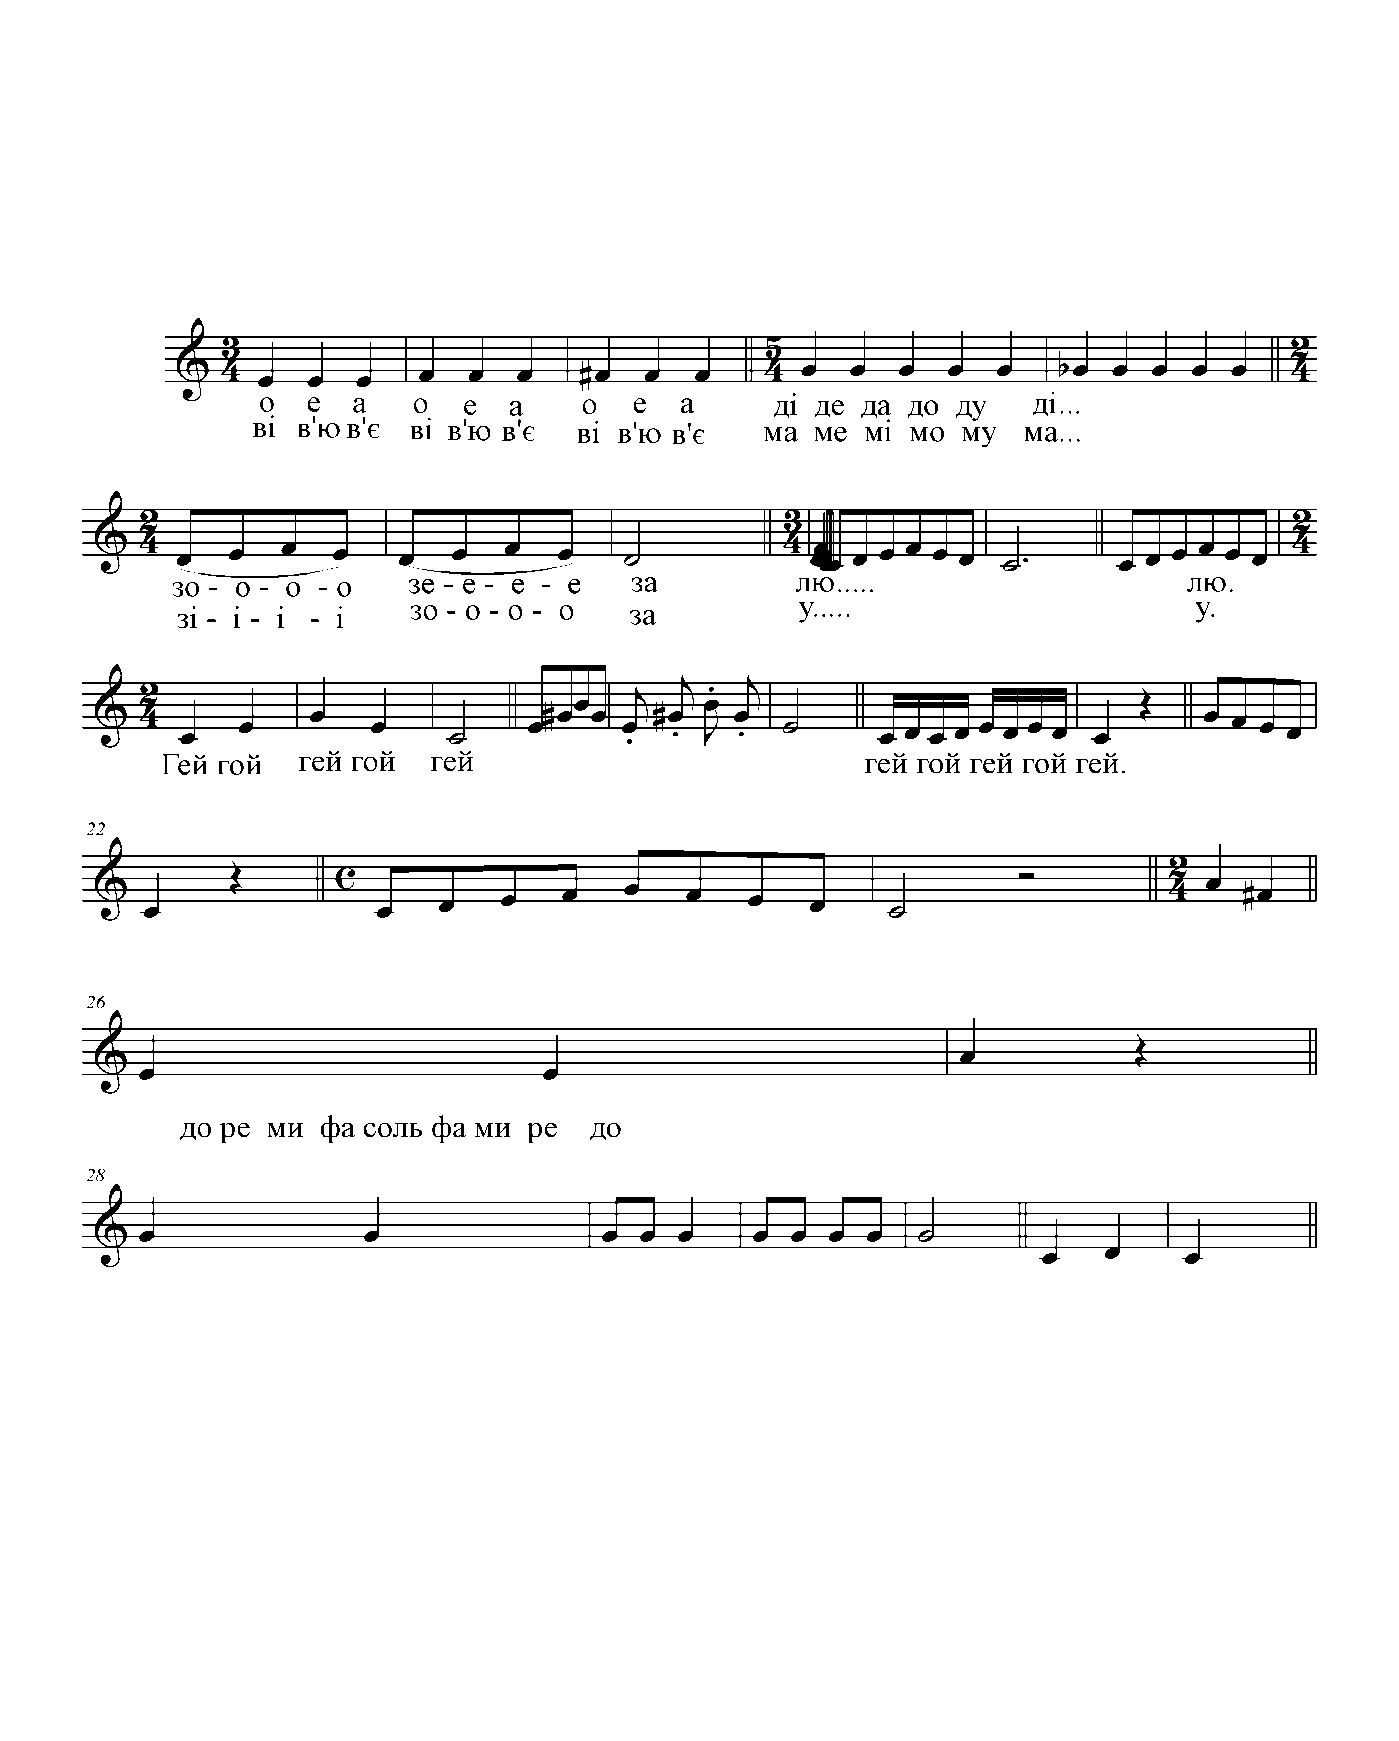 о е а о е а о е а ді де да до ду ді...
ві в'ю в'є ві в'ю в'є ві в'ю в'є ма ме мі мо му ма...
зо - о - о - о зе - е - е - е за лю..... лю.
зі - і - і - і зо - о - о - о за у..... у.
Гей гой гей гой гей гей гой гей гой гей.
22
26
до ре ми фа соль фа ми ре до
28